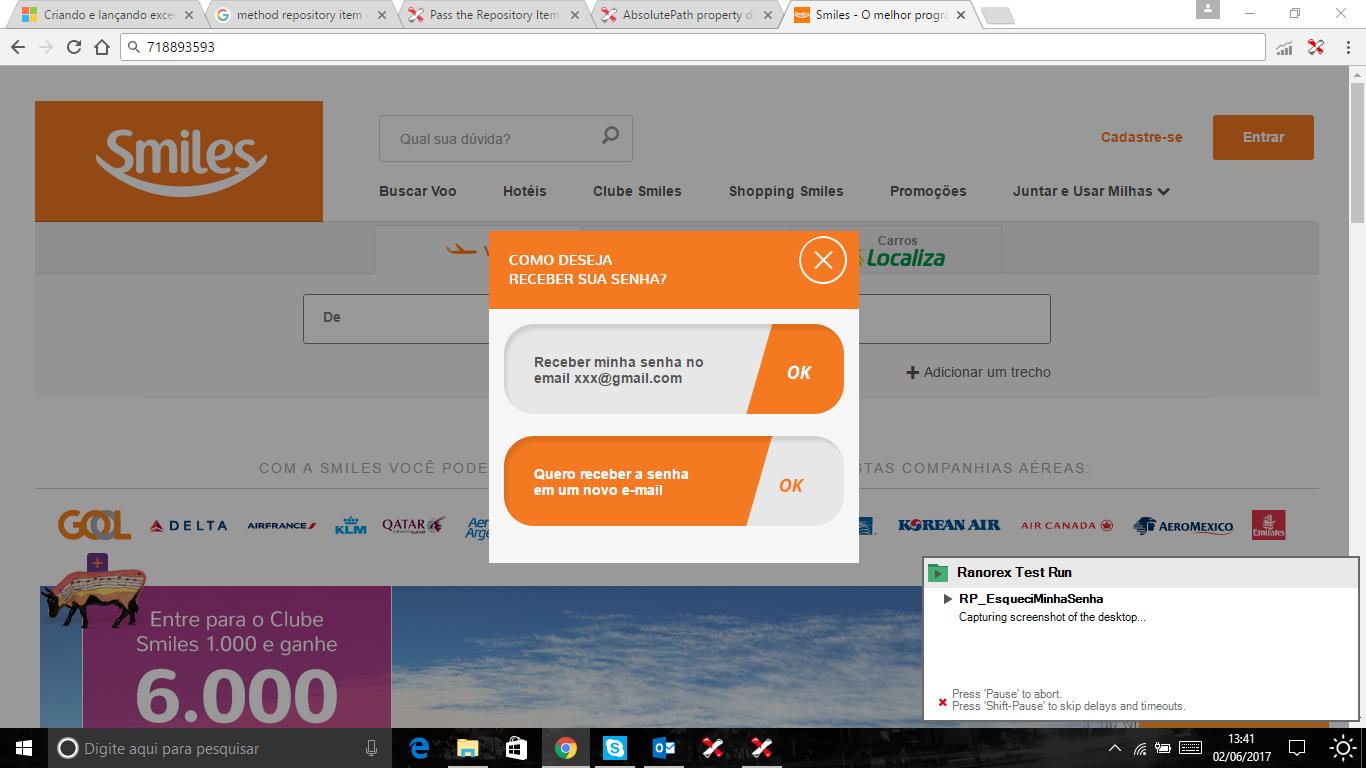 Criando e lançando exce
method repository item
Pass the Repository Item
AbsolutePath property d
Smiles - O melhor progra
718893593
Smiles
Qual sua dúvida?
Cadastre-se
Entrar
Buscar Voo
Hotéis
Clube Smiles
Shopping Smiles
Promoções
Juntar e Usar Milhas
Carros
Localiza
COMO DESEJA
RECEBER SUA SENHA?
De
Receber minha senha no
email xxx@gmail.com
OK
Adicionar um trecho
Quero receber a senha
em um novo e-mail
OK
COM A SMILES VOCÊ PODE
STAS COMPANHIAS AÉREAS:
GOL
DELTA
AIRFRANCE
KLM
QATAR
KOREAN AIR
AIR CANADA
AEROMEXICO
Emirates
Entre para o Clube
Smiles 1.000 e ganhe
6.000
Ranorex Test Run
RP_EsqueciMinhaSenha
Capturing screenshot of the desktop...
Press 'Pause' to abort.
Press 'Shift-Pause' to skip delays and timeouts.
Digite aqui para pesquisar
13:41
02/06/2017